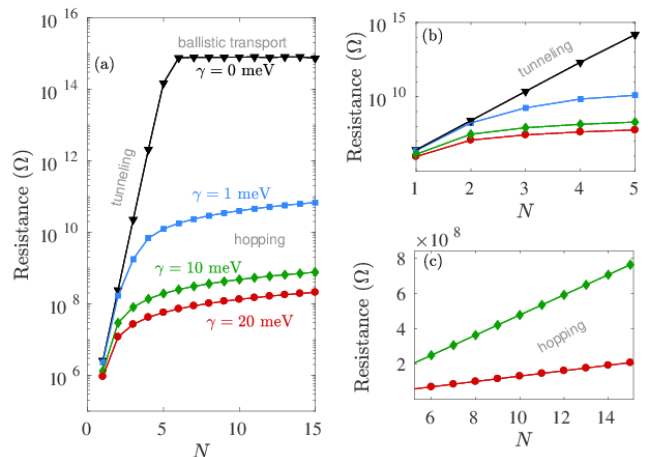 (a)
ballistic transport
γ = 0 meV
tunneling
γ = 1 meV
hopping
γ = 10 meV
γ = 20 meV
Resistance (Ω)
10^16
10^14
10^12
10^10
10^8
10^6
0 5 10 15
N
(b)
tunneling
Resistance (Ω)
10^15
10^10
1 2 3 4 5
N
×10^8
(c)
hopping
Resistance (Ω)
8
6
4
2
6 8 10 12 14
N